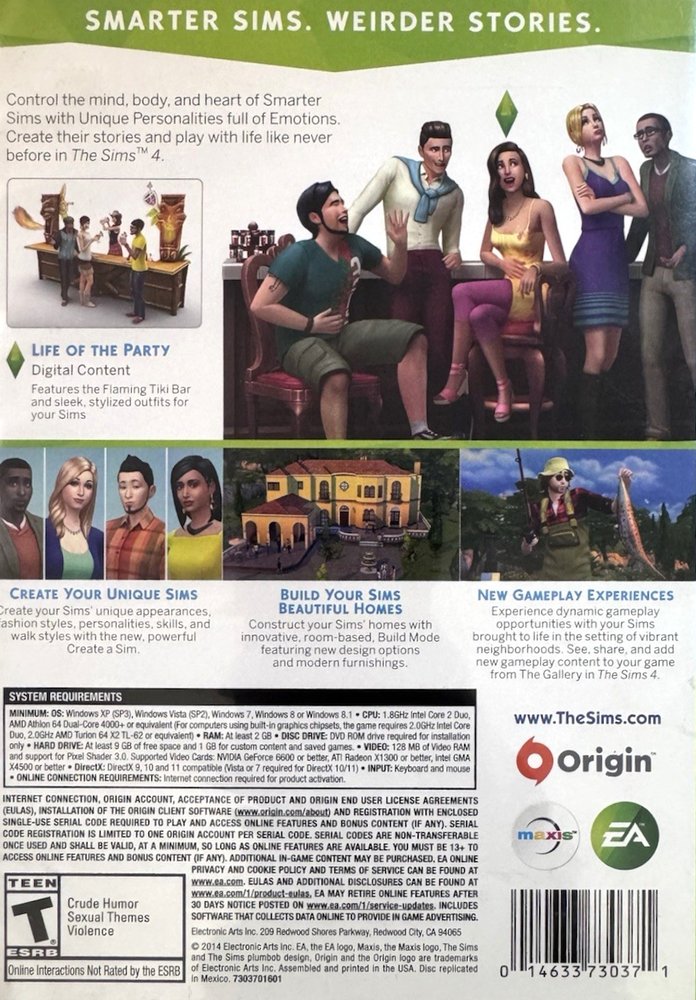 SMARTER SIMS. WEIRDER STORIES.
Control the mind, body, and heart of Smarter
Sims with Unique Personalities full of Emotions.
Create their stories and play with life like never
before in The Sims™ 4.
LIFE OF THE PARTY
Digital Content
Features the Flaming Tiki Bar
and sleek, stylized outfits for
your Sims
CREATE YOUR UNIQUE SIMS
Create your Sims' unique appearances,
fashion styles, personalities, skills, and
walk styles with the new, powerful
Create a Sim.
BUILD YOUR SIMS
BEAUTIFUL HOMES
Construct your Sims' homes with
innovative, room-based, Build Mode
featuring new design options
and modern furnishings.
NEW GAMEPLAY EXPERIENCES
Experience dynamic gameplay
opportunities with your Sims
brought to life in the setting of vibrant
neighborhoods. See, share, and add
new gameplay content to your game
from The Gallery in The Sims 4.
SYSTEM REQUIREMENTS
MINIMUM: OS: Windows XP (SP3), Windows Vista (SP2), Windows 7, Windows 8 or Windows 8.1 • CPU: 1.8GHz Intel Core 2 Duo,
AMD Athlon 64 Dual-Core 4000+ or equivalent (For computers using built-in graphics chipsets, the game requires 2.0GHz Intel Core
Duo, 2.0GHz AMD Turion 64 X2 TL-62 or equivalent) • RAM: At least 2 GB • DISC DRIVE: DVD ROM drive required for installation
only • HARD DRIVE: At least 9 GB of free space and 1 GB for custom content and saved games. • VIDEO: 128 MB of Video RAM
and support for Pixel Shader 3.0. Supported Video Cards: NVIDIA GeForce 6600 or better, ATI Radeon X1300 or better, Intel GMA
X4500 or better • DirectX: DirectX 9, 10 and 11 compatible (Vista or 7 required for DirectX 10/11) • INPUT: Keyboard and mouse
• ONLINE CONNECTION REQUIREMENTS: Internet connection required for product activation.
www.TheSims.com
Origin™
maxis™
EA
INTERNET CONNECTION, ORIGIN ACCOUNT, ACCEPTANCE OF PRODUCT AND ORIGIN END USER LICENSE AGREEMENTS
(EULAS), INSTALLATION OF THE ORIGIN CLIENT SOFTWARE (www.origin.com/about) AND REGISTRATION WITH ENCLOSED
SINGLE-USE SERIAL CODE REQUIRED TO PLAY AND ACCESS ONLINE FEATURES AND BONUS CONTENT (IF ANY). SERIAL
CODE REGISTRATION IS LIMITED TO ONE ORIGIN ACCOUNT PER SERIAL CODE. SERIAL CODES ARE NON-TRANSFERABLE
ONCE USED AND SHALL BE VALID, AT A MINIMUM, SO LONG AS ONLINE FEATURES ARE AVAILABLE. YOU MUST BE 13+ TO
ACCESS ONLINE FEATURES AND BONUS CONTENT (IF ANY). ADDITIONAL IN-GAME CONTENT MAY BE PURCHASED. EA ONLINE
PRIVACY AND COOKIE POLICY AND TERMS OF SERVICE CAN BE FOUND AT
www.ea.com. EULAS AND ADDITIONAL DISCLOSURES CAN BE FOUND AT
www.ea.com/1/product-eulas. EA MAY RETIRE ONLINE FEATURES AFTER
30 DAYS NOTICE POSTED ON www.ea.com/1/service-updates. INCLUDES
SOFTWARE THAT COLLECTS DATA ONLINE TO PROVIDE IN GAME ADVERTISING.
Electronic Arts Inc. 209 Redwood Shores Parkway, Redwood City, CA 94065
© 2014 Electronic Arts Inc. EA, the EA logo, Maxis, the Maxis logo, The Sims
and The Sims plumbob design, Origin and the Origin logo are trademarks
of Electronic Arts Inc. Assembled and printed in the USA. Disc replicated
in Mexico. 7303701601
TEEN
T
ESRB
Crude Humor
Sexual Themes
Violence
Online Interactions Not Rated by the ESRB
0 14633 73037 1